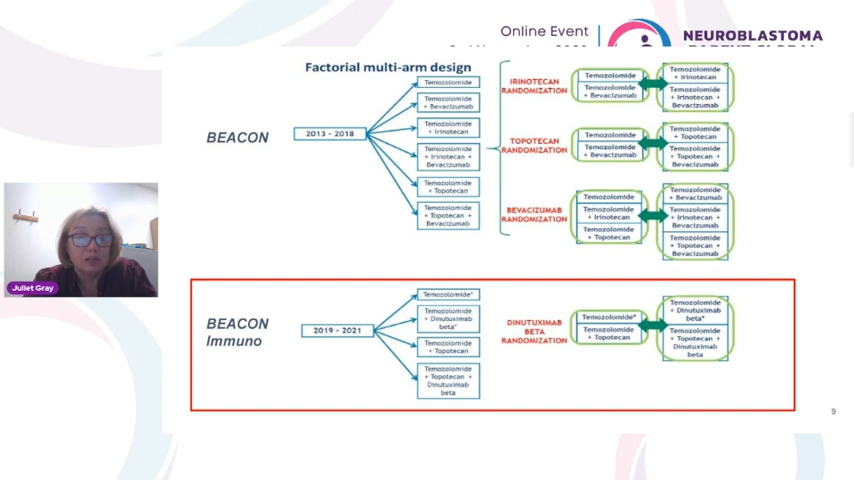 Online Event
NEUROBLASTOMA
Factorial multi-arm design
BEACON
2013 - 2018
Temozolomide
Temozolomide
+ Bevacizumab
Temozolomide
+ Irinotecan
Temozolomide
+ Irinotecan +
Bevacizumab
Temozolomide
+ Topotecan
Temozolomide
+ Topotecan +
Bevacizumab
IRINOTECAN
RANDOMIZATION
Temozolomide
Temozolomide
+ Bevacizumab
Temozolomide
+ Irinotecan
Temozolomide
+ Irinotecan +
Bevacizumab
TOPOTECAN
RANDOMIZATION
Temozolomide
Temozolomide
+ Bevacizumab
Temozolomide
+ Topotecan
Temozolomide
+ Topotecan +
Bevacizumab
BEVACIZUMAB
RANDOMIZATION
Temozolomide
Temozolomide
+ Irinotecan
Temozolomide
+ Topotecan
Temozolomide
+ Bevacizumab
Temozolomide
+ Irinotecan +
Bevacizumab
Temozolomide
+ Topotecan +
Bevacizumab
Juliet Gray
BEACON
Immuno
2019 - 2021
Temozolomide*
Temozolomide
+ Dinutuximab
beta*
Temozolomide
+ Topotecan
Temozolomide
+ Topotecan +
Dinutuximab
beta
DINUTUXIMAB
BETA
RANDOMIZATION
Temozolomide*
Temozolomide
+ Topotecan
Temozolomide
+ Dinutuximab
beta*
Temozolomide
+ Topotecan +
Dinutuximab
beta
9